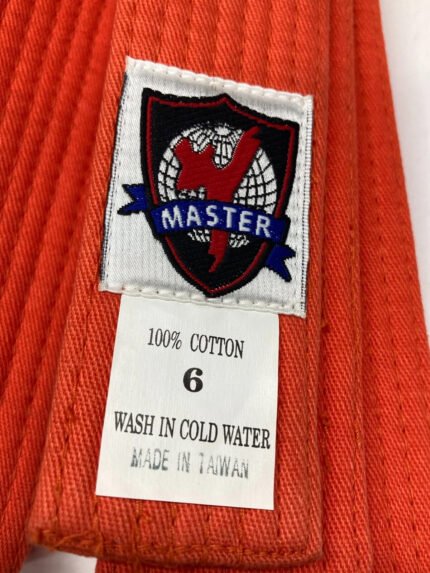 MASTER
100% COTTON
6
WASH IN COLD WATER
MADE IN TAIWAN